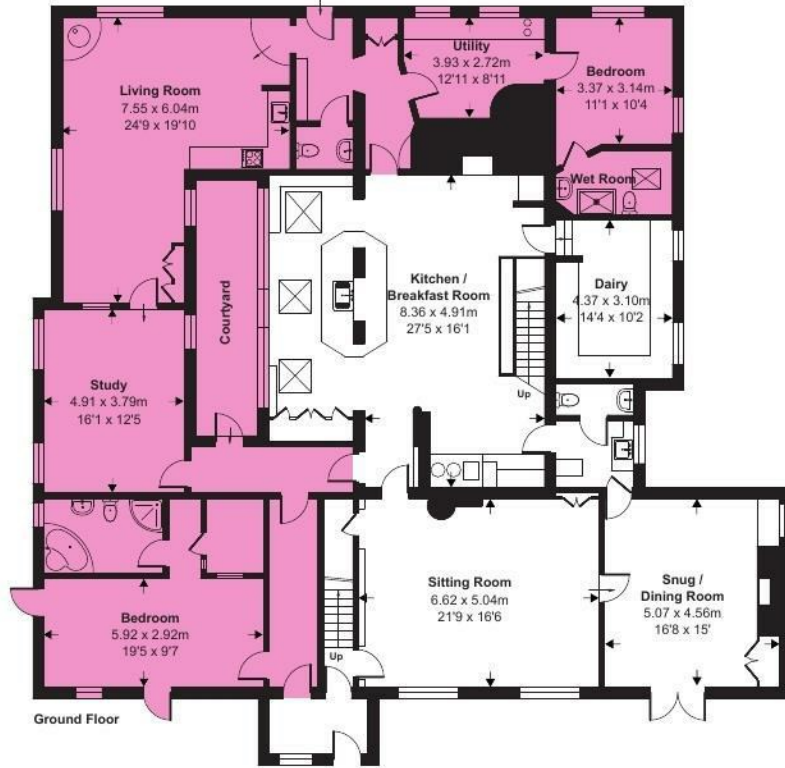 Living Room
7.55 x 6.04m
24'9 x 19'10
Utility
3.93 x 2.72m
12'11 x 8'11
Bedroom
3.37 x 3.14m
11'1 x 10'4
Wet Room
Courtyard
Kitchen /
Breakfast Room
8.36 x 4.91m
27'5 x 16'1
Dairy
4.37 x 3.10m
14'4 x 10'2
Up
Study
4.91 x 3.79m
16'1 x 12'5
Sitting Room
6.62 x 5.04m
21'9 x 16'6
Snug /
Dining Room
5.07 x 4.56m
16'8 x 15'
Bedroom
5.92 x 2.92m
19'5 x 9'7
Up
Ground Floor